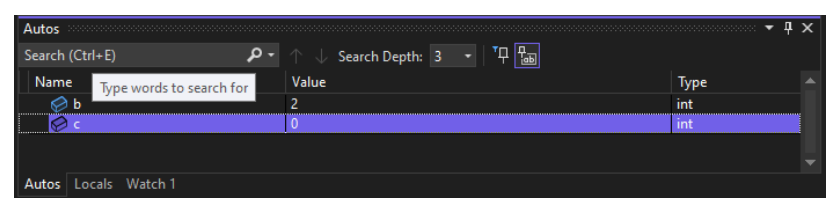 Autos
Search (Ctrl+E) Search Depth: 3 ab
Name Value Type
Type words to search for
b 2 int
c 0 int
Autos Locals Watch 1